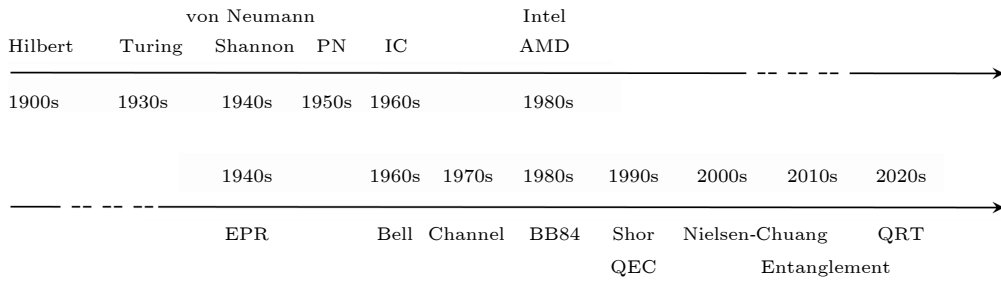 von Neumann Intel
Hilbert Turing Shannon PN IC AMD
1900s 1930s 1940s 1950s 1960s 1980s
1940s 1960s 1970s 1980s 1990s 2000s 2010s 2020s
EPR Bell Channel BB84 Shor Nielsen-Chuang QRT
QEC Entanglement